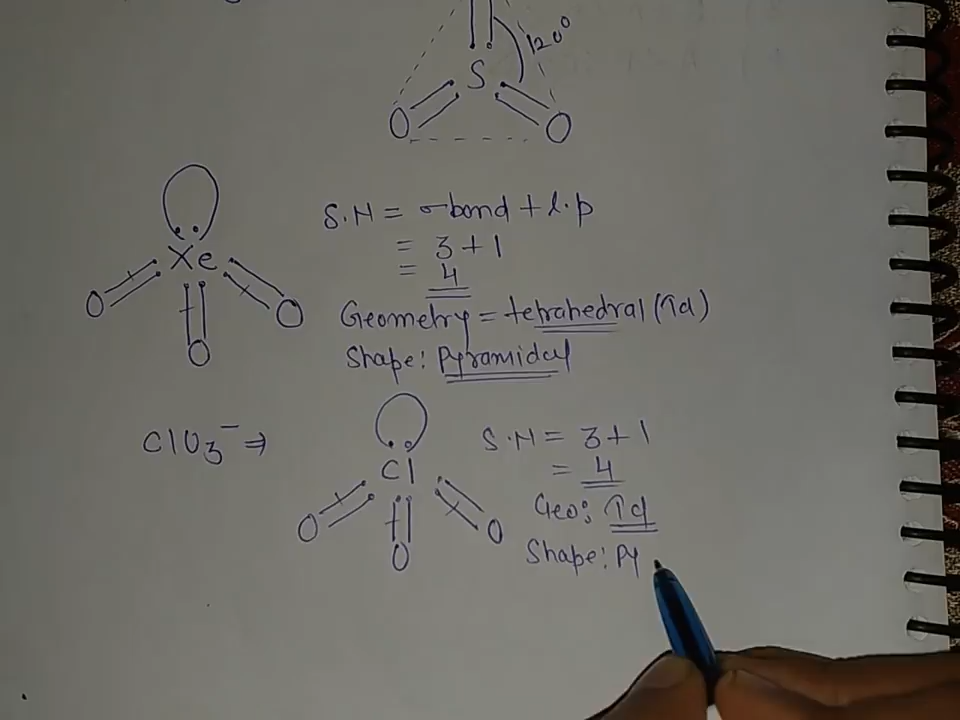 120°
S
O O
Xe
O O
O
S.N = σ-bond + l.p
= 3+1
= 4
Geometry = tetrahedral (Td)
Shape: Pyramidal
ClO3⁻ ⇒
Cl
O O
O
S.N = 3+1
= 4
Geo: Td
Shape: Py